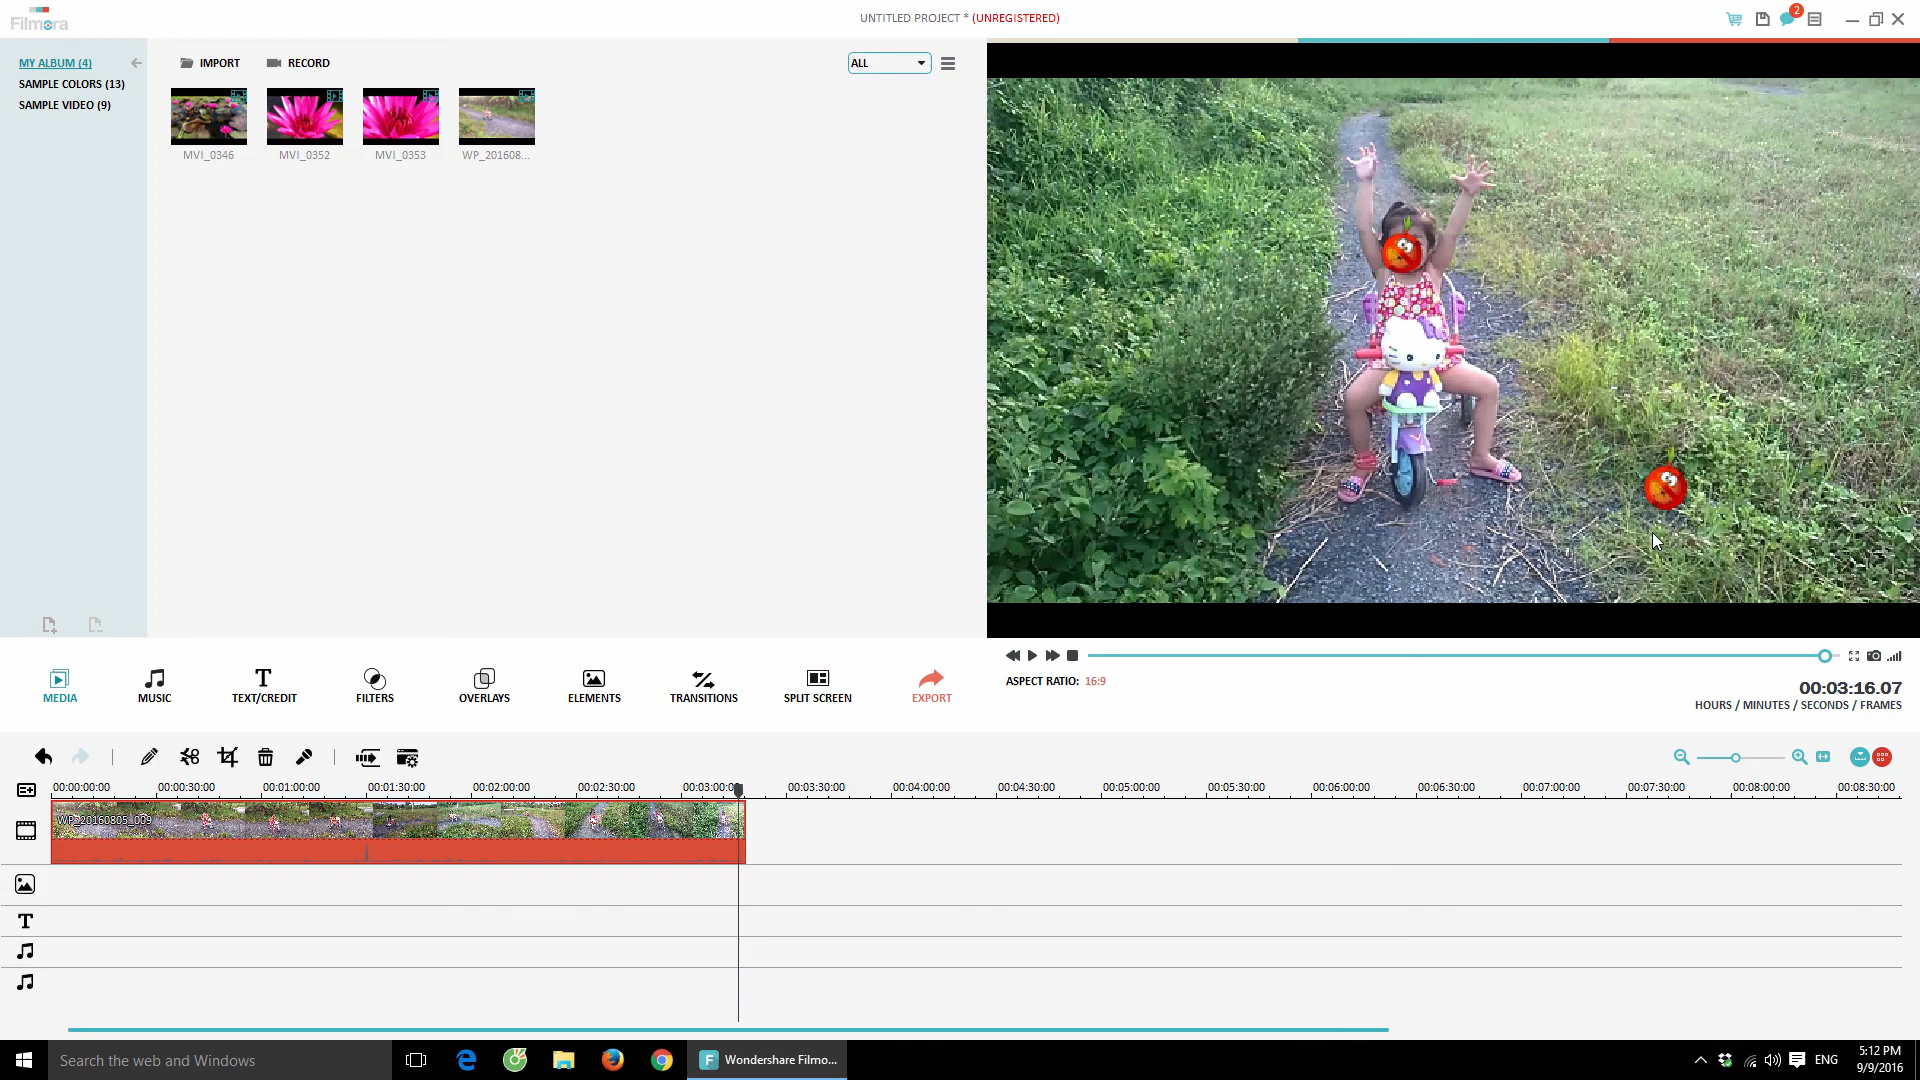 Filmora
UNTITLED PROJECT * (UNREGISTERED)
2
MY ALBUM (4)
SAMPLE COLORS (13)
SAMPLE VIDEO (9)
IMPORT
RECORD
ALL
MVI_0346
MVI_0352
MVI_0353
WP_201608...
MEDIA
MUSIC
TEXT/CREDIT
FILTERS
OVERLAYS
ELEMENTS
TRANSITIONS
SPLIT SCREEN
EXPORT
ASPECT RATIO: 16:9
00:03:16.07
HOURS / MINUTES / SECONDS / FRAMES
00:00:00:00 00:00:30:00 00:01:00:00 00:01:30:00 00:02:00:00 00:02:30:00 00:03:00:00 00:03:30:00 00:04:00:00 00:04:30:00 00:05:00:00 00:05:30:00 00:06:00:00 00:06:30:00 00:07:00:00 00:07:30:00 00:08:00:00 00:08:30:00
WP_20160805_009
T
Search the web and Windows
Wondershare Filmo...
ENG
5:12 PM
9/9/2016